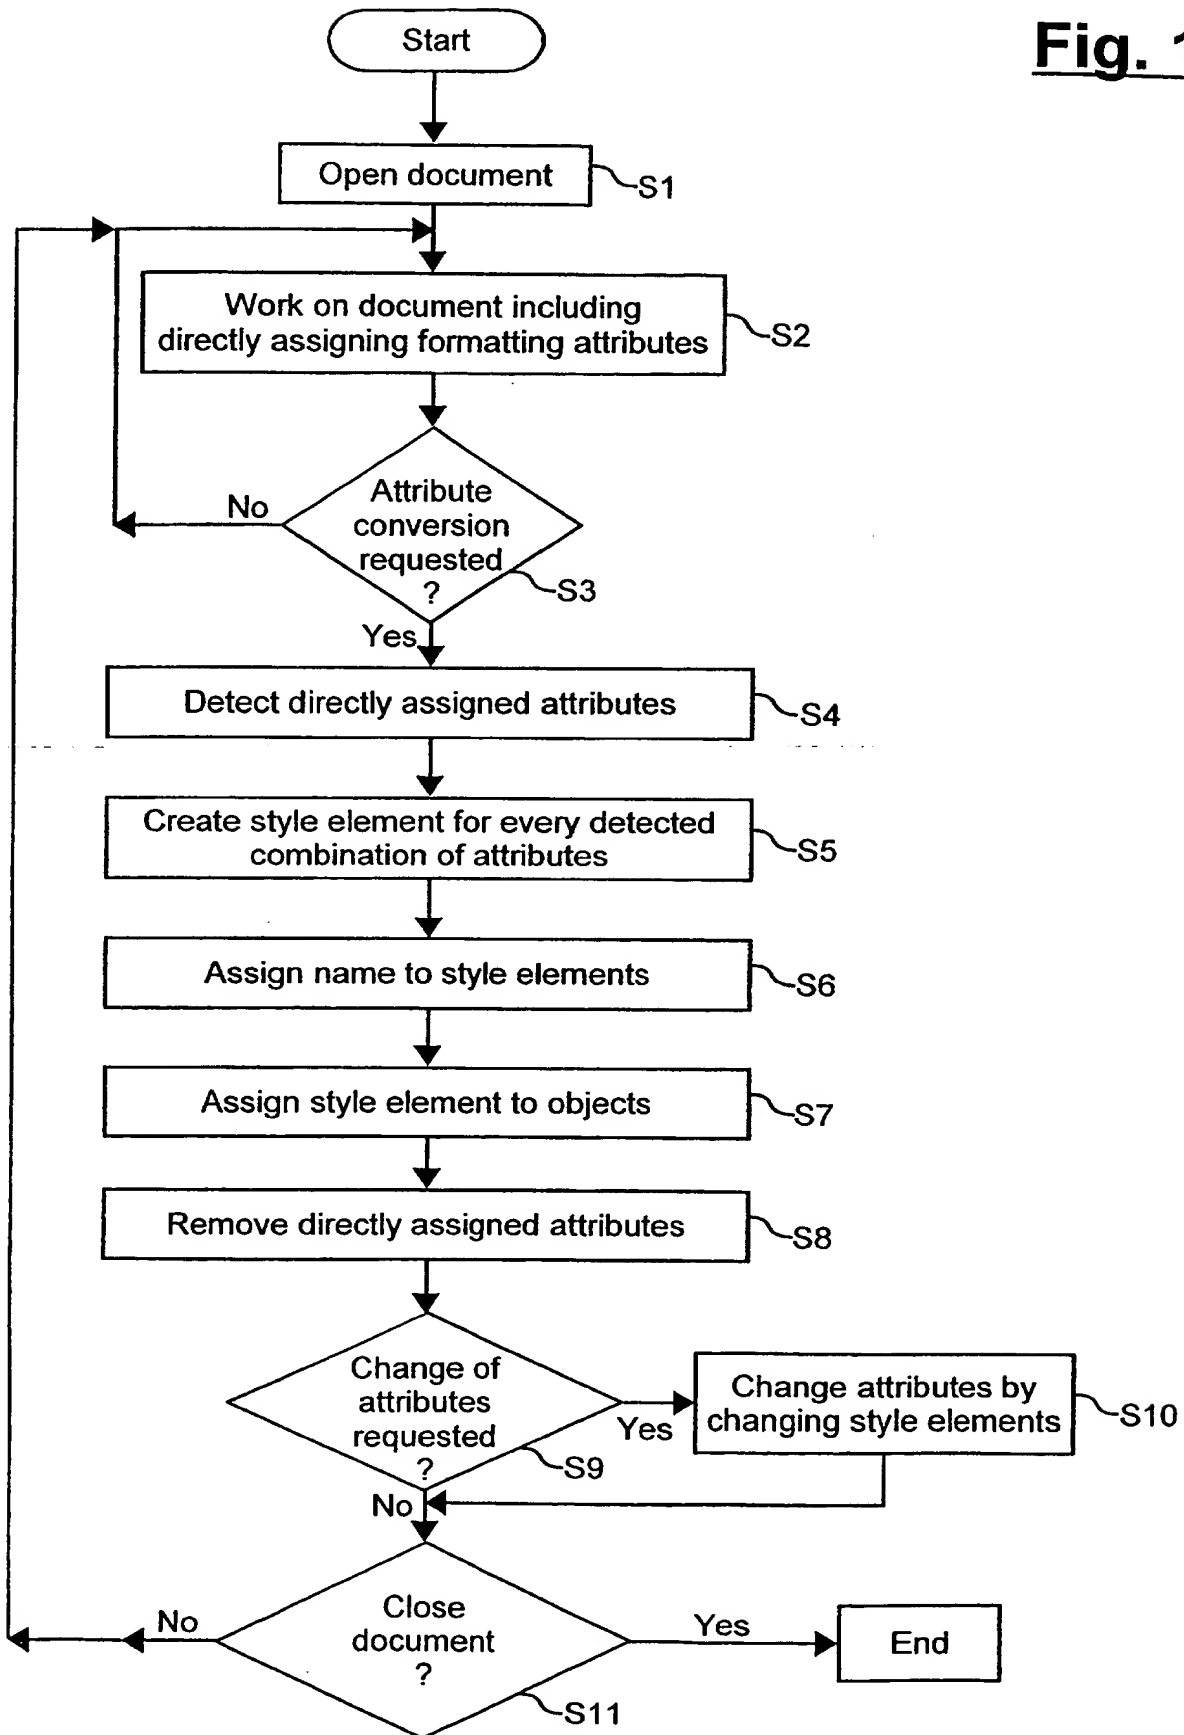 Fig. 1
Start
Open document
S1
Work on document including
directly assigning formatting attributes
S2
Attribute
conversion
requested
?
S3
No
Yes
Detect directly assigned attributes
S4
Create style element for every detected
combination of attributes
S5
Assign name to style elements
S6
Assign style element to objects
S7
Remove directly assigned attributes
S8
Change of
attributes
requested
?
S9
Yes
Change attributes by
changing style elements
S10
No
Close
document
?
S11
No
Yes
End